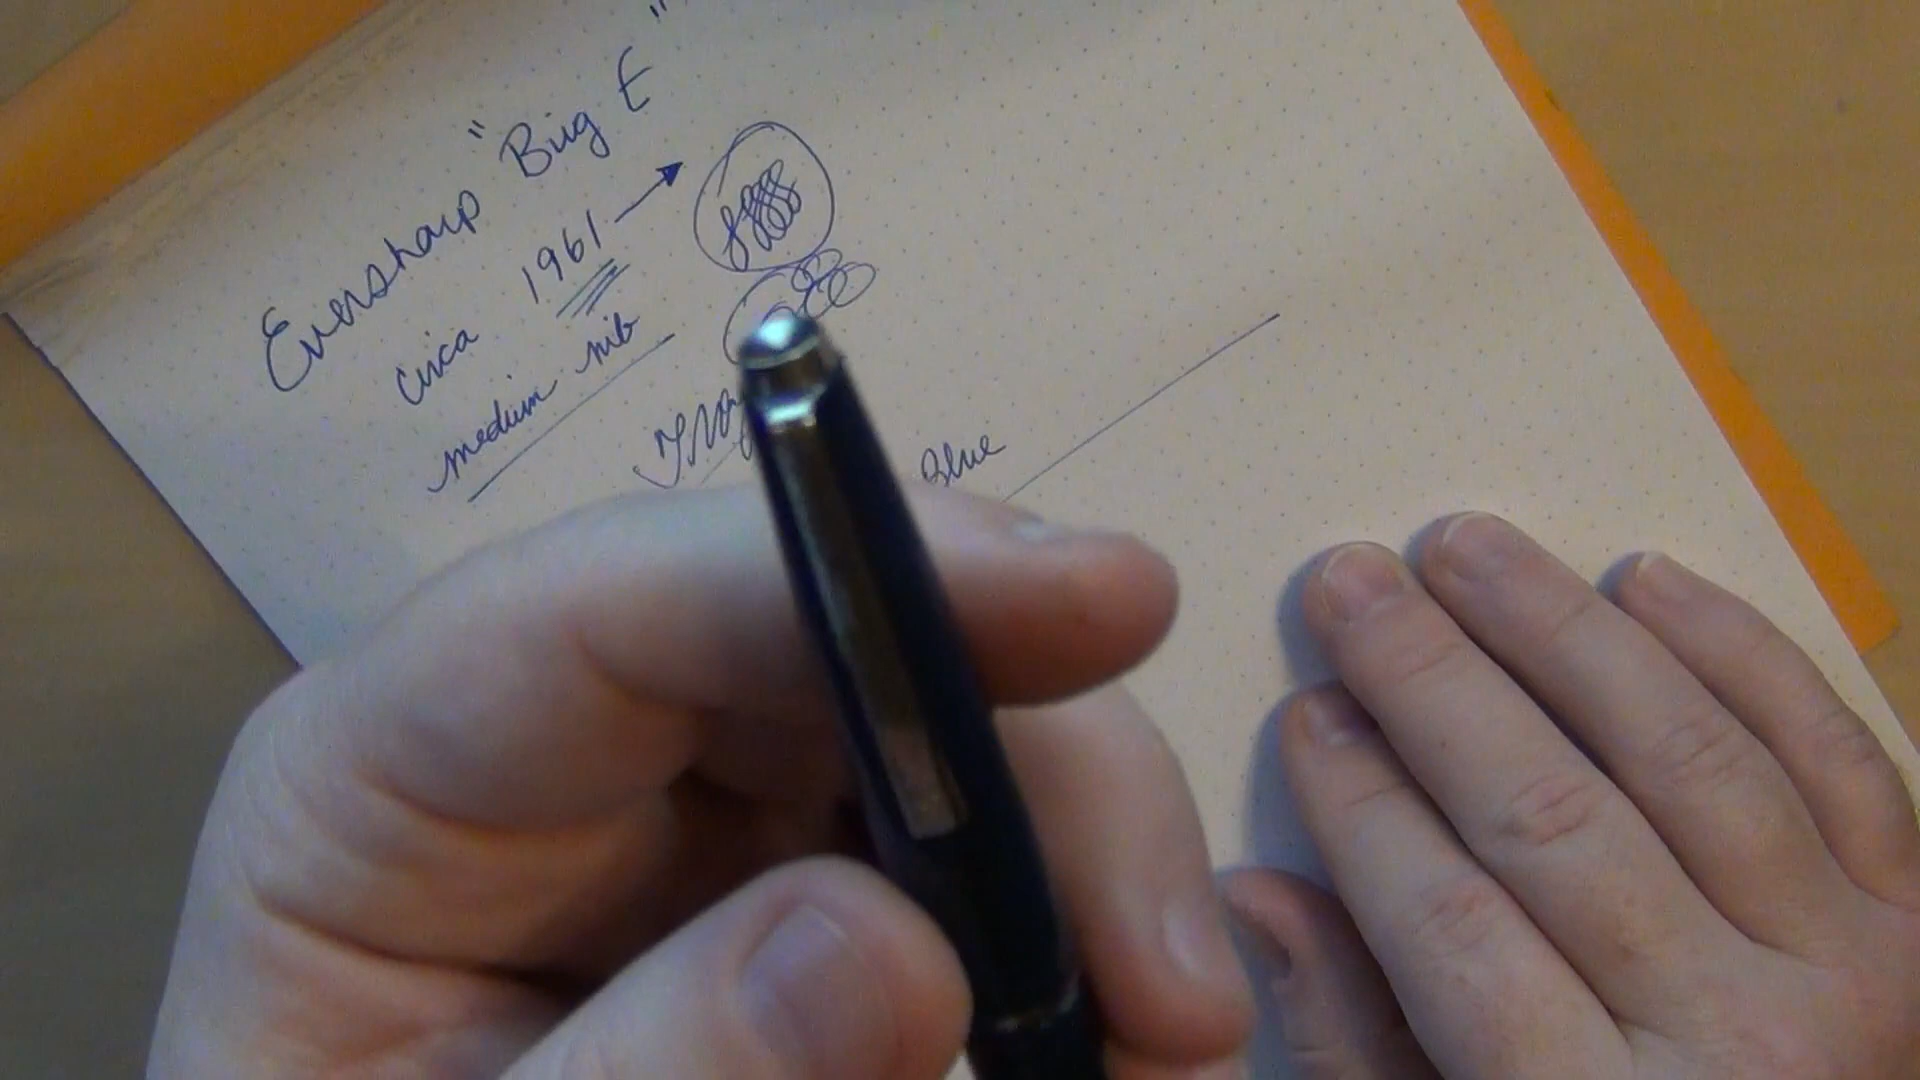 Eversharp "Big E"
circa 1961 →
medium nib
Blue